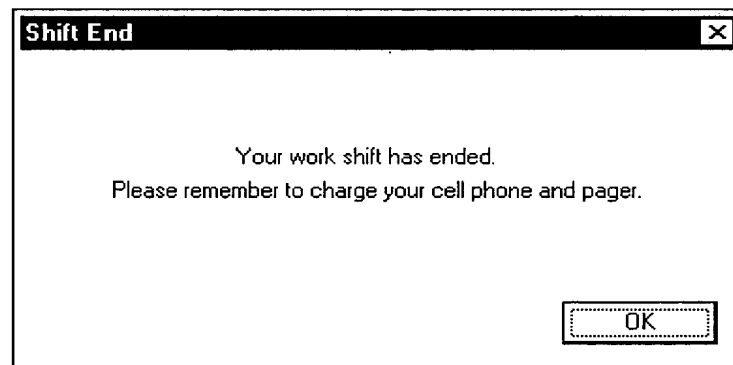 Shift End
Your work shift has ended.
Please remember to charge your cell phone and pager.
OK